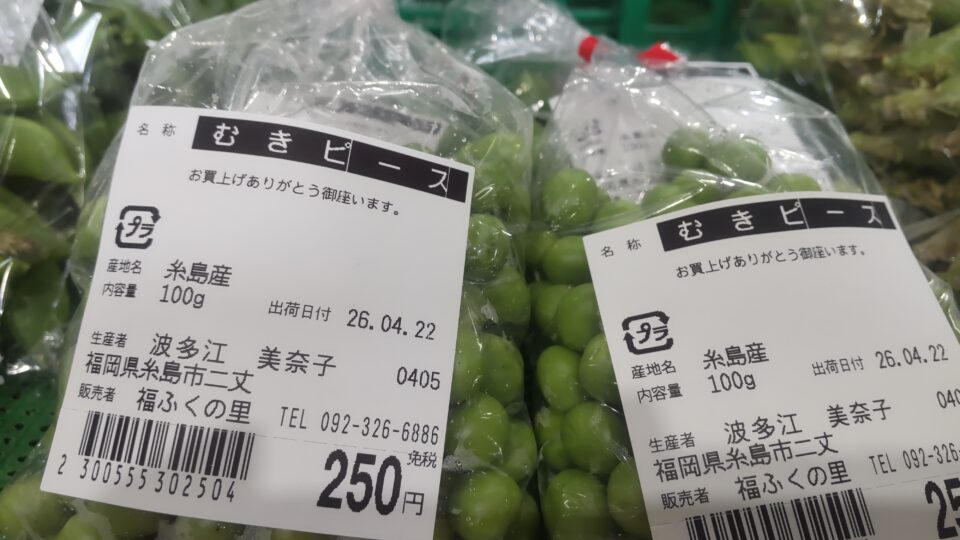 名称 むきピース
お買上げありがとう御座います。
プラ
産地名 糸島産
内容量 100g
出荷日付 26.04.22
生産者 波多江 美奈子
0405
福岡県糸島市二丈
販売者 福ふくの里
TEL 092-326-6886
2 300555 302504
免税
250円
名称 むきピース
お買上げありがとう御座います。
プラ
産地名 糸島産
内容量 100g
出荷日付 26.04.22
生産者 波多江 美奈子
040
福岡県糸島市二丈
販売者 福ふくの里
TEL 092-326
25